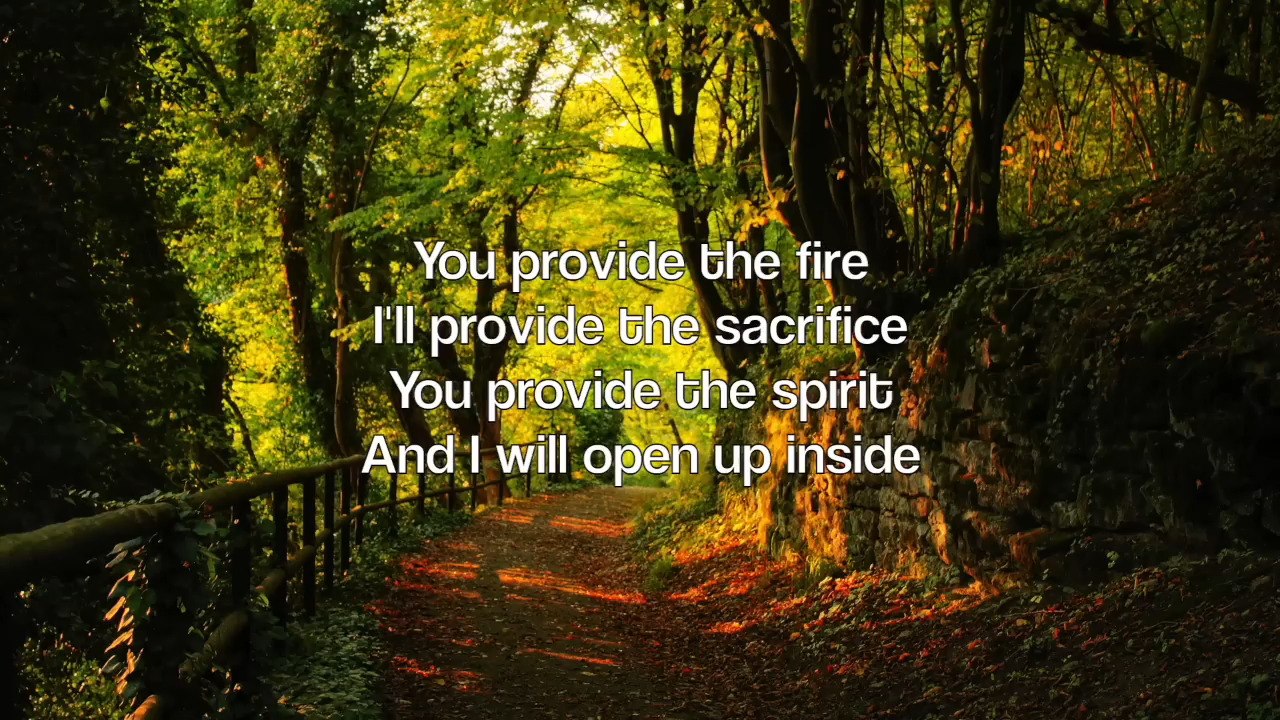 You provide the fire
I'll provide the sacrifice
You provide the spirit
And I will open up inside